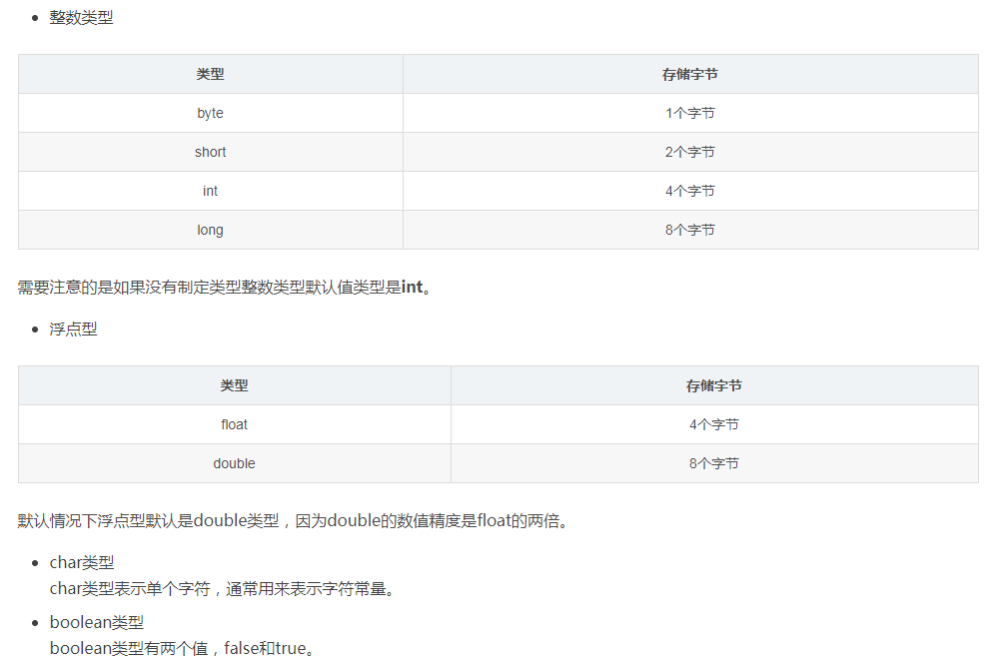 整数类型
类型 存储字节
byte 1个字节
short 2个字节
int 4个字节
long 8个字节
需要注意的是如果没有制定类型整数类型默认值类型是int。
浮点型
类型 存储字节
float 4个字节
double 8个字节
默认情况下浮点型默认是double类型，因为double的数值精度是float的两倍。
char类型
char类型表示单个字符，通常用来表示字符常量。
boolean类型
boolean类型有两个值，false和true。